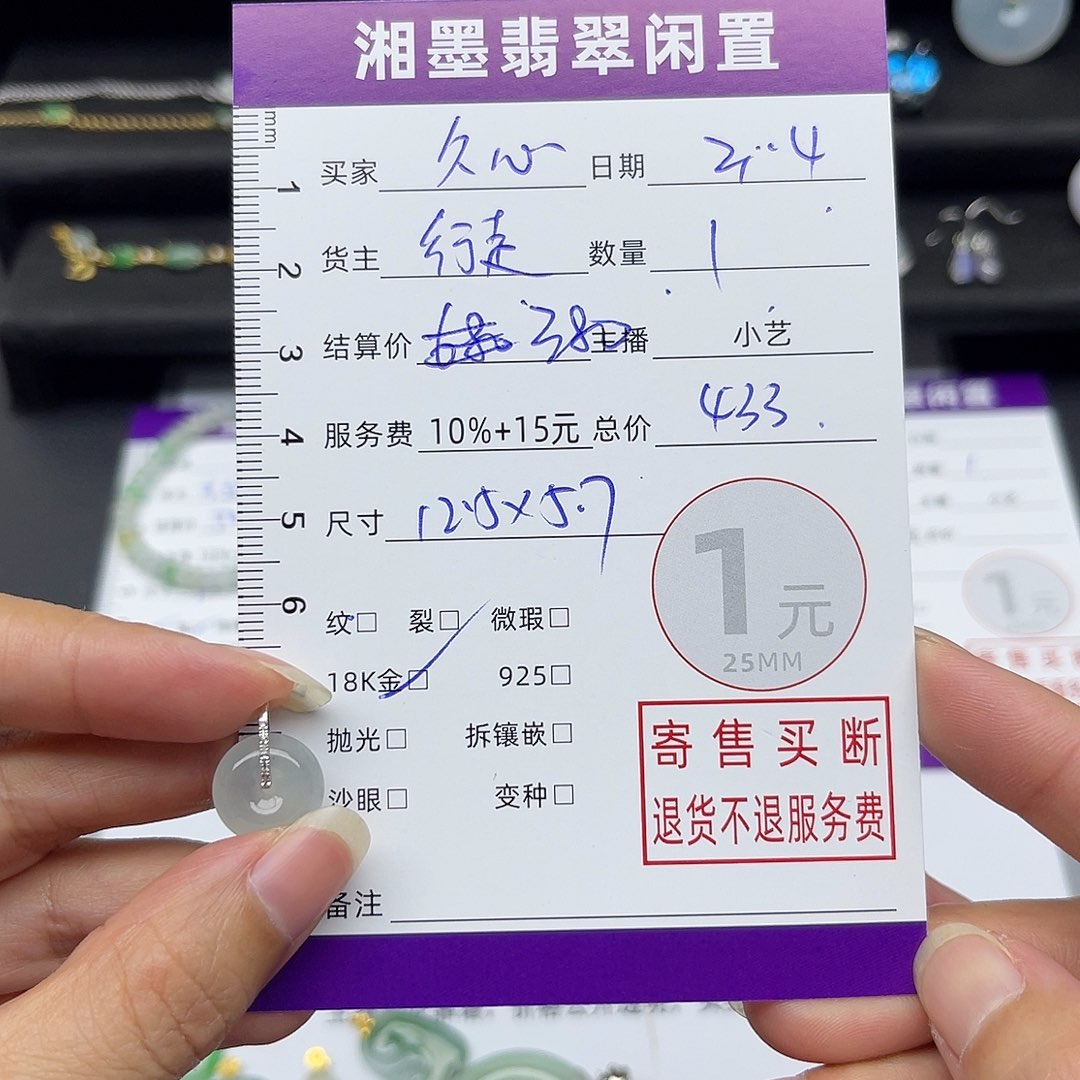 湘墨翡翠闲置
mm
买家 久心 日期
货主 行走 数量 1
结算价 380 主播 小艺
服务费 10%+15元 总价 433
尺寸 12.5×5.7
1
2
3
4
5
6
1元
25MM
纹□ 裂□ 微瑕□
18K金□ 925□
抛光□ 拆镶嵌□
沙眼□ 变种□
寄售买断
退货不退服务费
备注